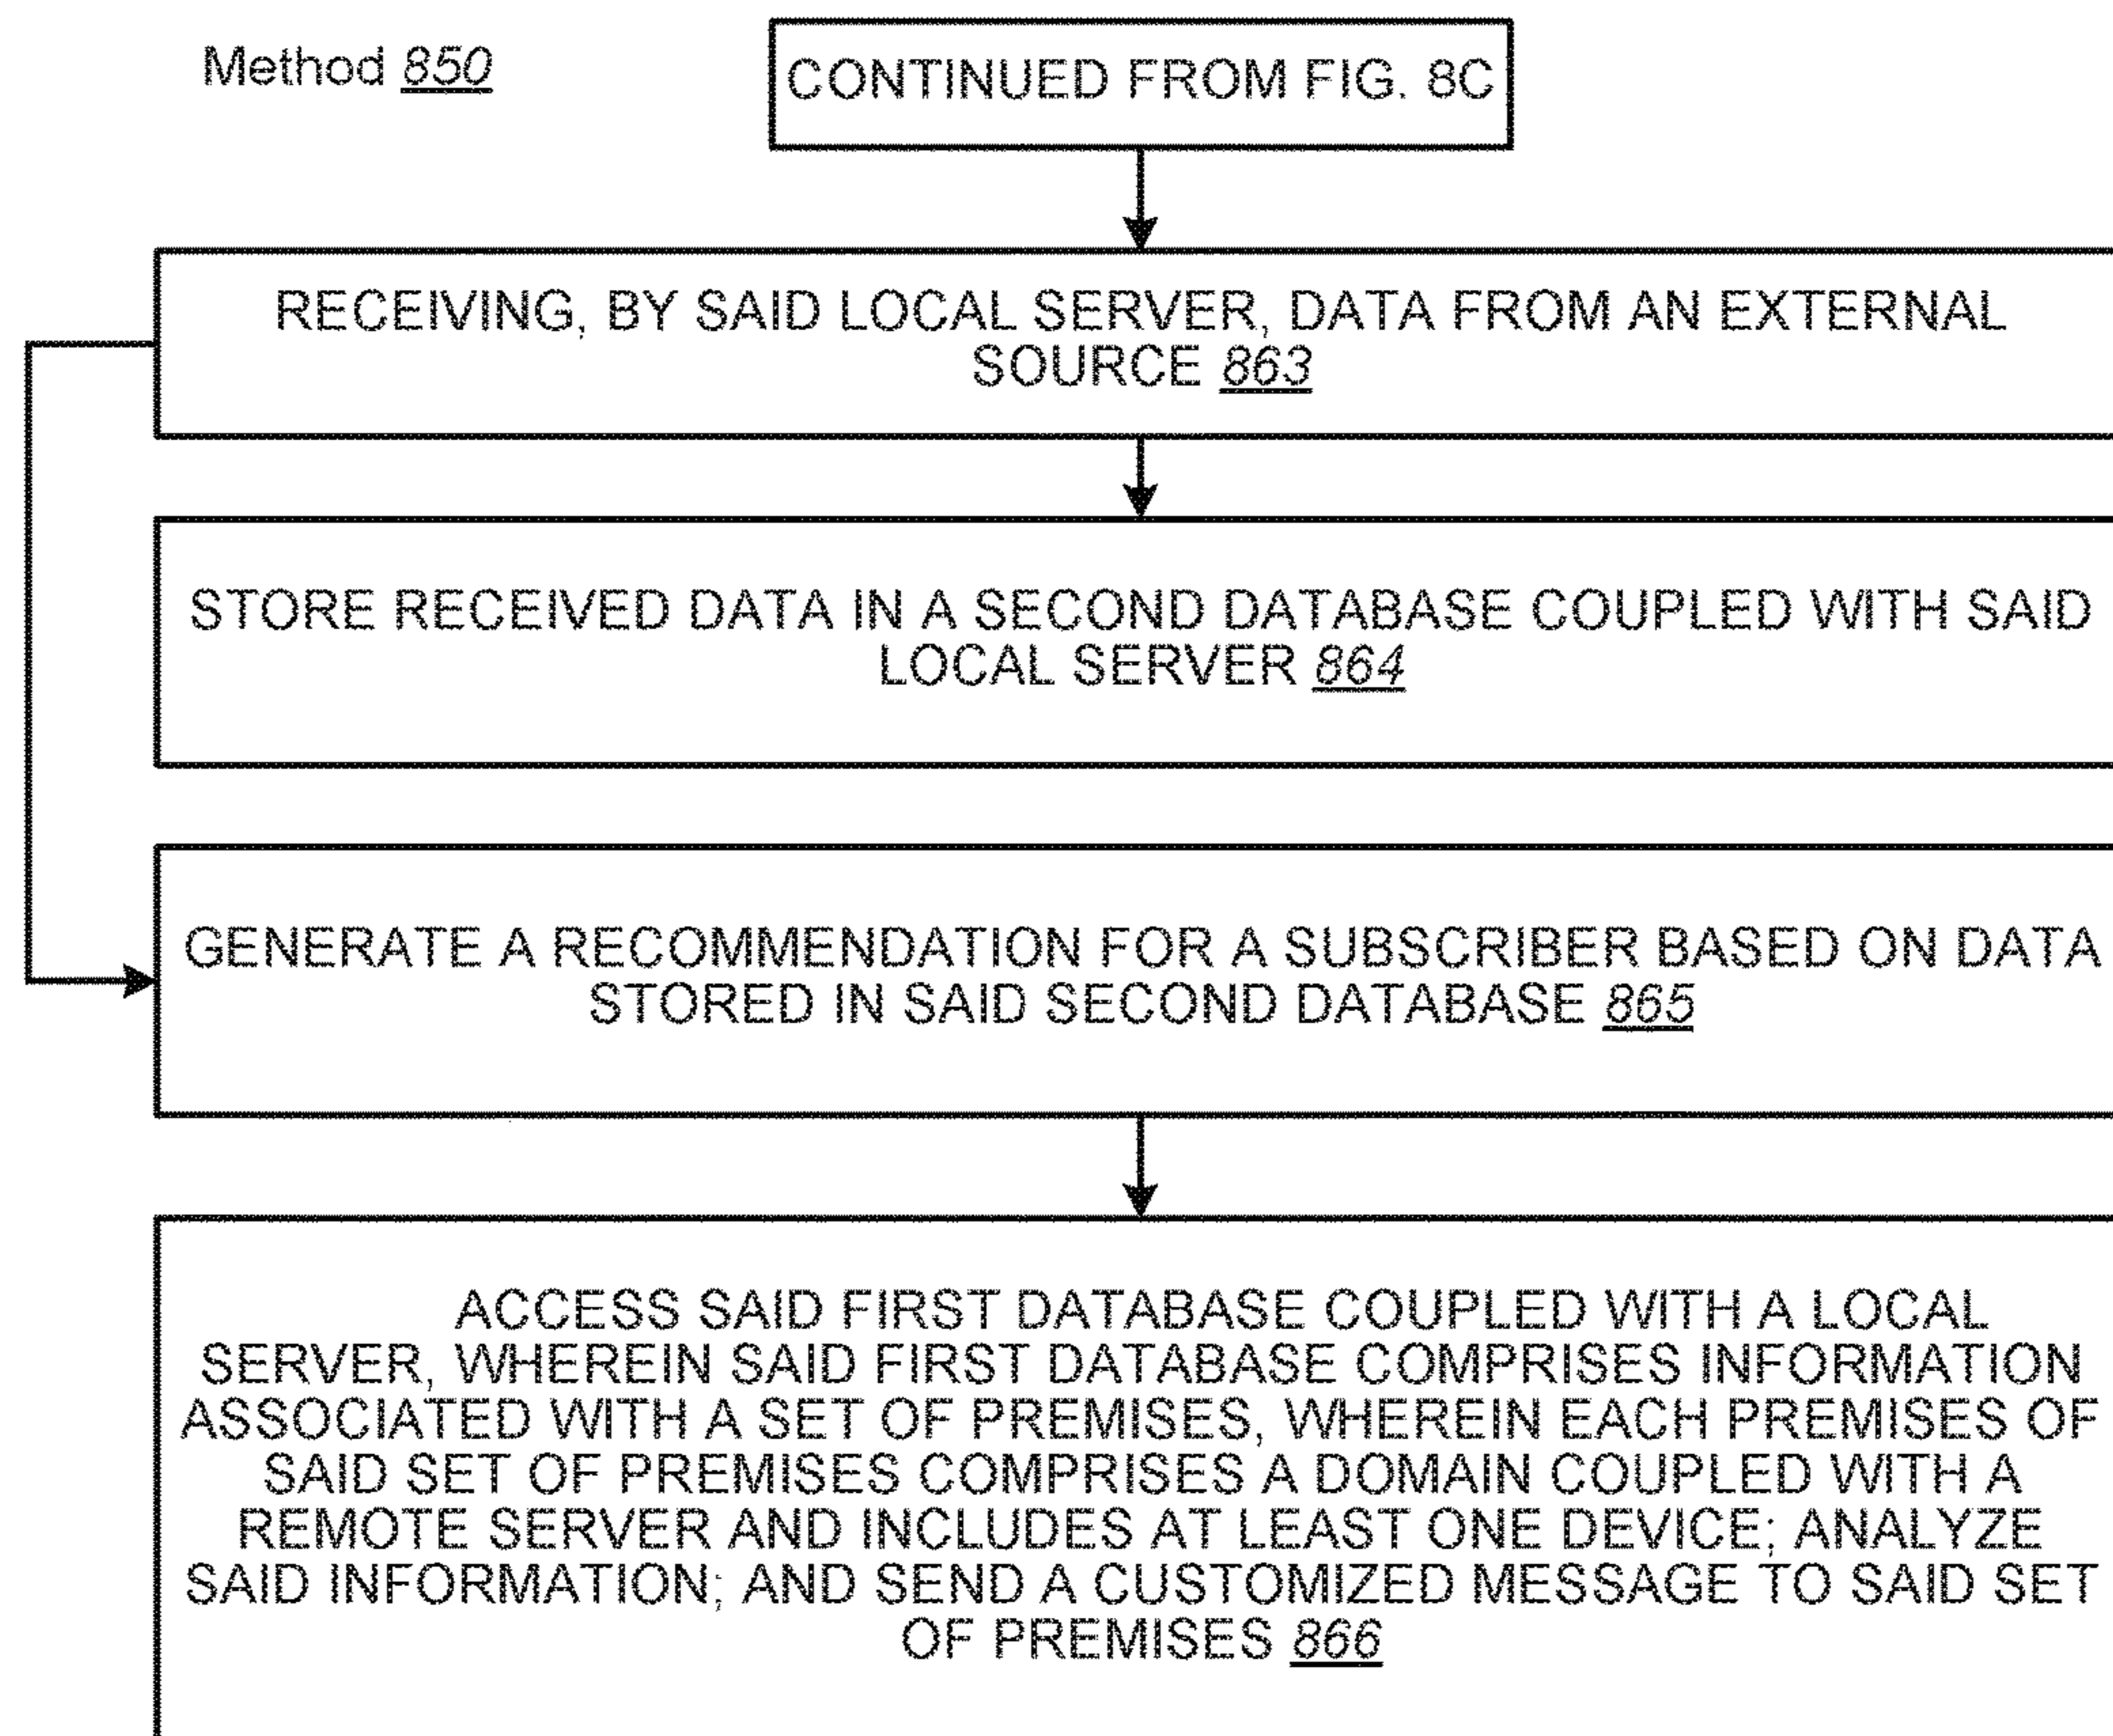 Method 850
CONTINUED FROM FIG. 8C
RECEIVING, BY SAID LOCAL SERVER, DATA FROM AN EXTERNAL
SOURCE 863
STORE RECEIVED DATA IN A SECOND DATABASE COUPLED WITH SAID
LOCAL SERVER 864
GENERATE A RECOMMENDATION FOR A SUBSCRIBER BASED ON DATA
STORED IN SAID SECOND DATABASE 865
ACCESS SAID FIRST DATABASE COUPLED WITH A LOCAL
SERVER, WHEREIN SAID FIRST DATABASE COMPRISES INFORMATION
ASSOCIATED WITH A SET OF PREMISES, WHEREIN EACH PREMISES OF
SAID SET OF PREMISES COMPRISES A DOMAIN COUPLED WITH A
REMOTE SERVER AND INCLUDES AT LEAST ONE DEVICE; ANALYZE
SAID INFORMATION; AND SEND A CUSTOMIZED MESSAGE TO SAID SET
OF PREMISES 866